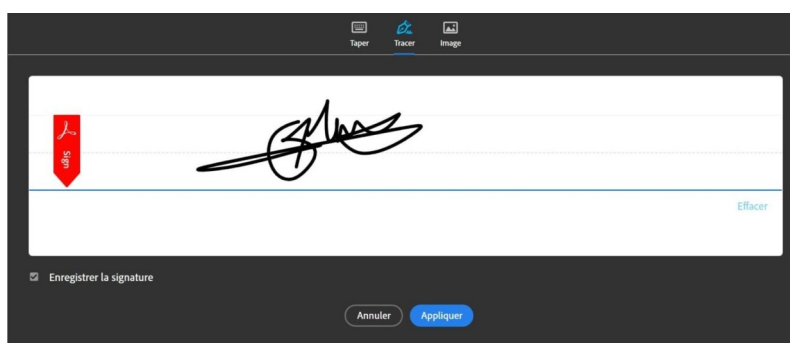 Taper Tracer Image
Sign
Effacer
Enregistrer la signature
Annuler Appliquer